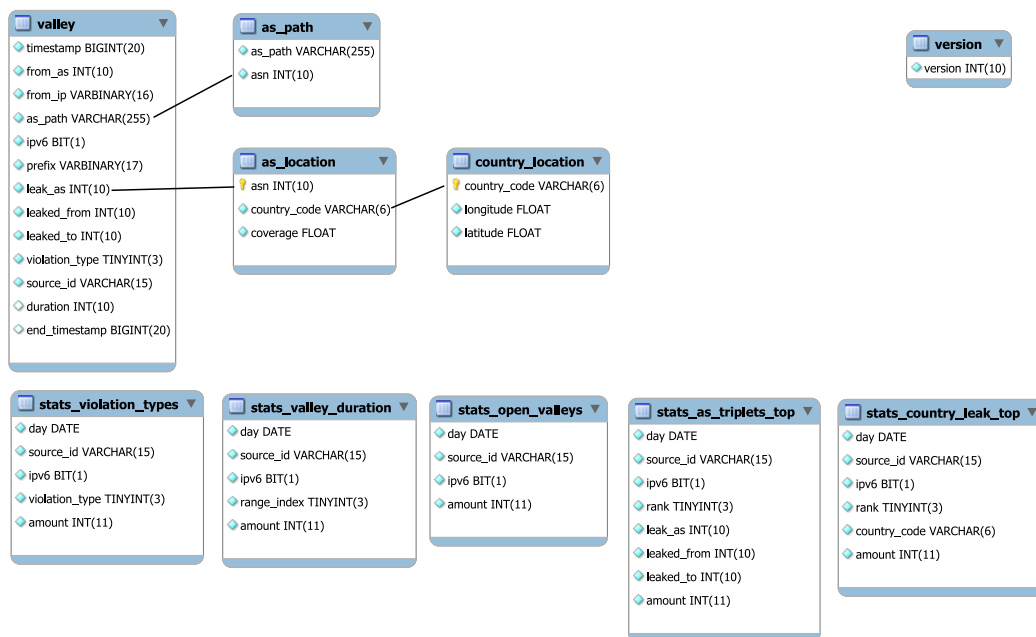 valley
timestamp BIGINT(20)
from_as INT(10)
from_ip VARBINARY(16)
as_path VARCHAR(255)
ipv6 BIT(1)
prefix VARBINARY(17)
leak_as INT(10)
leaked_from INT(10)
leaked_to INT(10)
violation_type TINYINT(3)
source_id VARCHAR(15)
duration INT(10)
end_timestamp BIGINT(20)
as_path
as_path VARCHAR(255)
asn INT(10)
version
version INT(10)
as_location
asn INT(10)
country_code VARCHAR(6)
coverage FLOAT
country_location
country_code VARCHAR(6)
longitude FLOAT
latitude FLOAT
stats_violation_types
day DATE
source_id VARCHAR(15)
ipv6 BIT(1)
violation_type TINYINT(3)
amount INT(11)
stats_valley_duration
day DATE
source_id VARCHAR(15)
ipv6 BIT(1)
range_index TINYINT(3)
amount INT(11)
stats_open_valleys
day DATE
source_id VARCHAR(15)
ipv6 BIT(1)
amount INT(11)
stats_as_triplets_top
day DATE
source_id VARCHAR(15)
ipv6 BIT(1)
rank TINYINT(3)
leak_as INT(10)
leaked_from INT(10)
leaked_to INT(10)
amount INT(11)
stats_country_leak_top
day DATE
source_id VARCHAR(15)
ipv6 BIT(1)
rank TINYINT(3)
country_code VARCHAR(6)
amount INT(11)